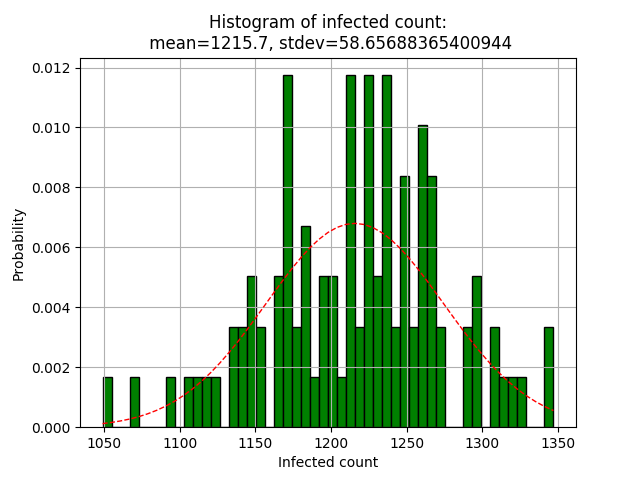 Histogram of infected count:
mean=1215.7, stdev=58.65688365400944
0.012
0.010
0.008
0.006
0.004
0.002
0.000
Probability
1050 1100 1150 1200 1250 1300 1350
Infected count